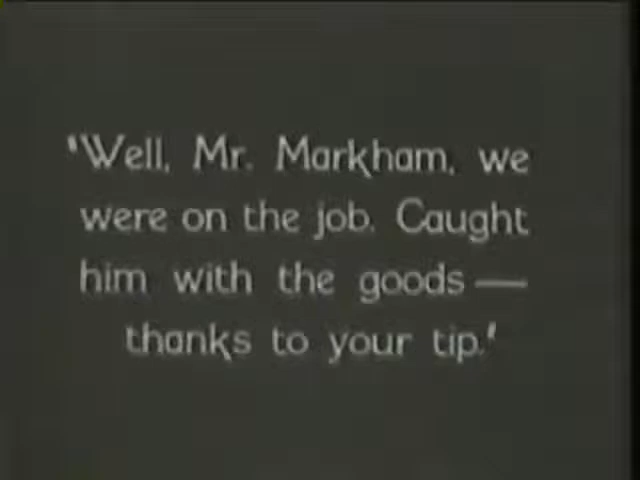 "Well, Mr. Markham, we
were on the job. Caught
him with the goods —
thanks to your tip."